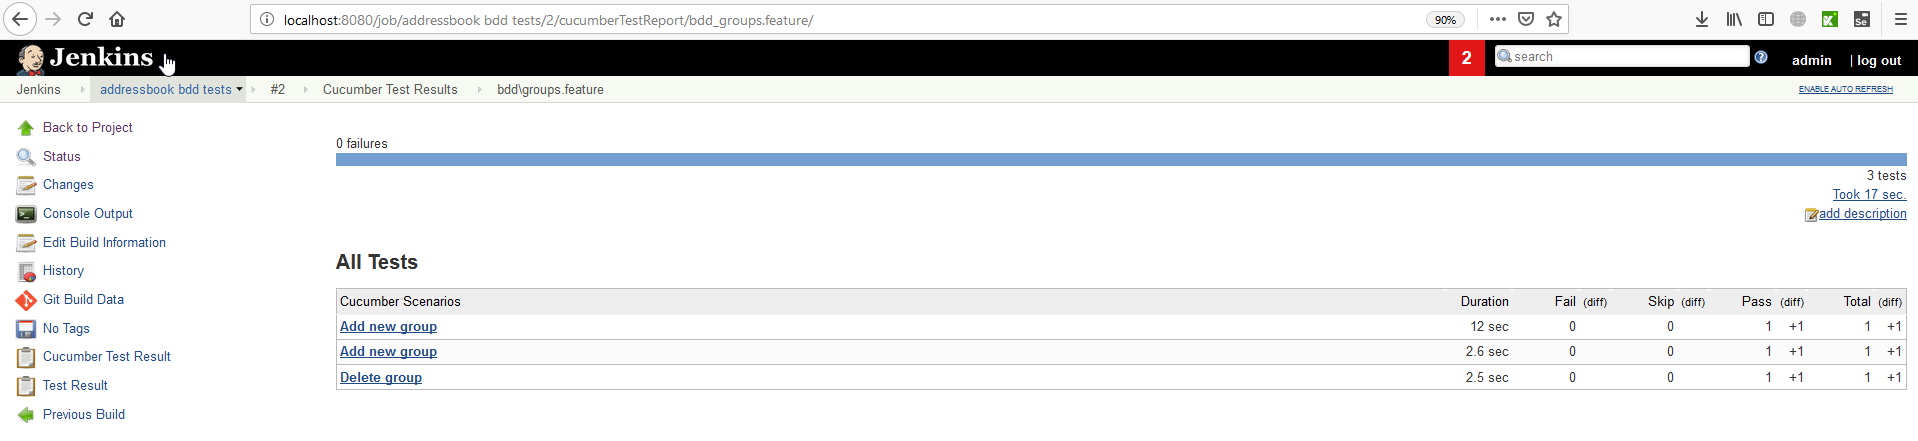 localhost:8080/job/addressbook bdd tests/2/cucumberTestReport/bdd_groups.feature/ 90% Se
Jenkins 2 search admin | log out
Jenkins addressbook bdd tests #2 Cucumber Test Results bdd\groups.feature ENABLE AUTO REFRESH
Back to Project
Status
Changes
Console Output
Edit Build Information
History
Git Build Data
No Tags
Cucumber Test Result
Test Result
Previous Build
0 failures
3 tests
Took 17 sec.
add description
All Tests
Cucumber Scenarios Duration Fail (diff) Skip (diff) Pass (diff) Total (diff)
Add new group 12 sec 0 0 1 +1 1 +1
Add new group 2.6 sec 0 0 1 +1 1 +1
Delete group 2.5 sec 0 0 1 +1 1 +1